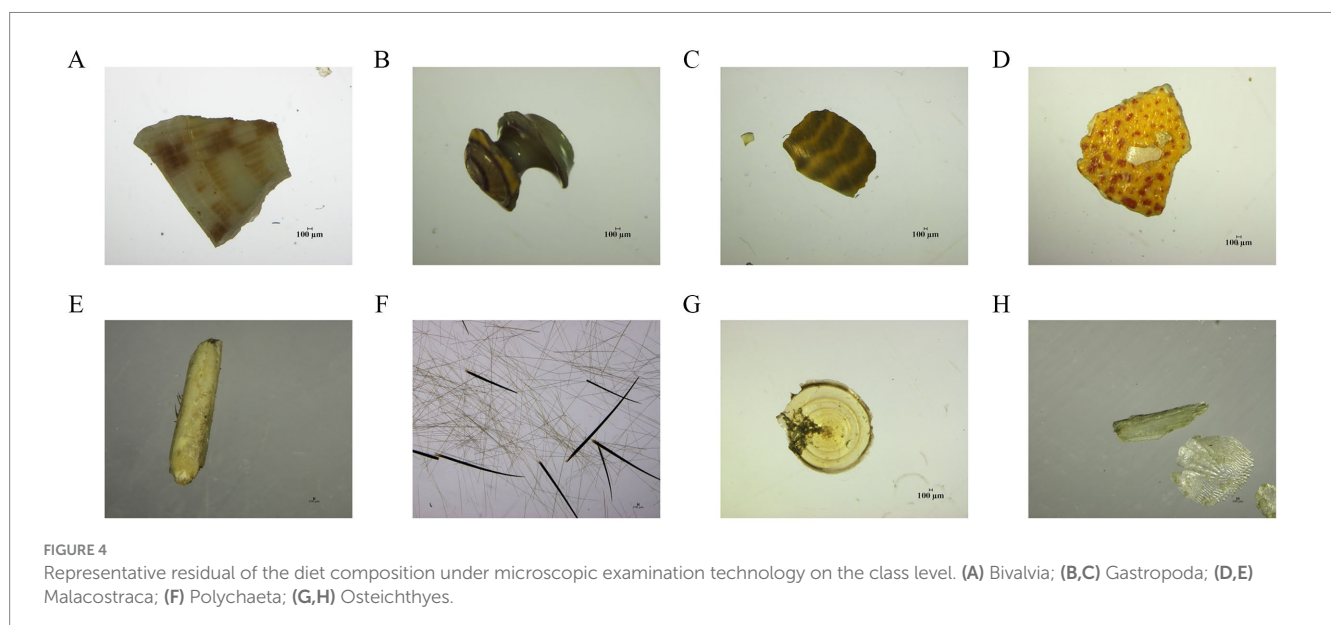 A
B
C
D
100 µm
100 µm
100 µm
100 µm
E
F
G
H
100 µm
FIGURE 4
Representative residual of the diet composition under microscopic examination technology on the class level. (A) Bivalvia; (B,C) Gastropoda; (D,E)
Malacostraca; (F) Polychaeta; (G,H) Osteichthyes.